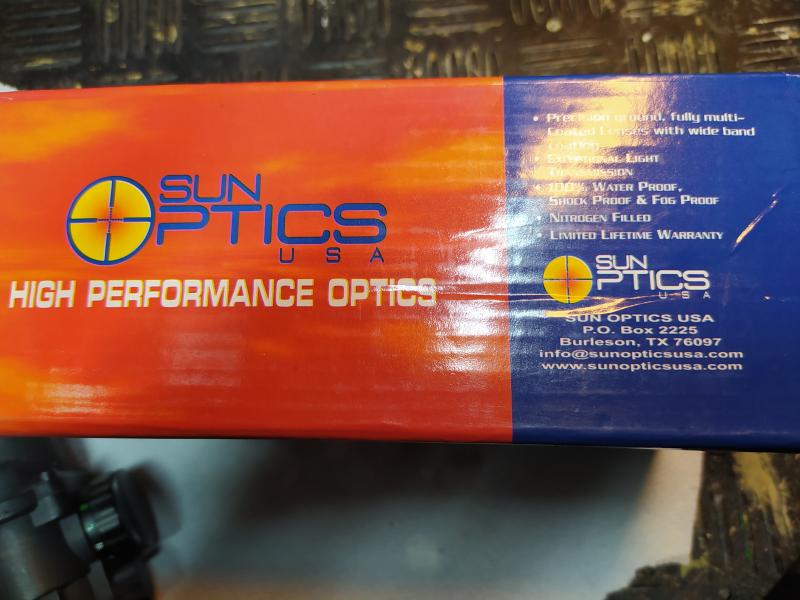 SUN
OPTICS
USA
HIGH PERFORMANCE OPTICS
• Precision ground, fully multi-
Coated Lenses with wide band
coating
• Exceptional Light
Transmission
• 100% Water Proof,
Shock Proof & Fog Proof
• Nitrogen Filled
• Limited Lifetime Warranty
SUN
OPTICS
USA
SUN OPTICS USA
P.O. Box 2225
Burleson, TX 76097
info@sunopticsusa.com
www.sunopticsusa.com